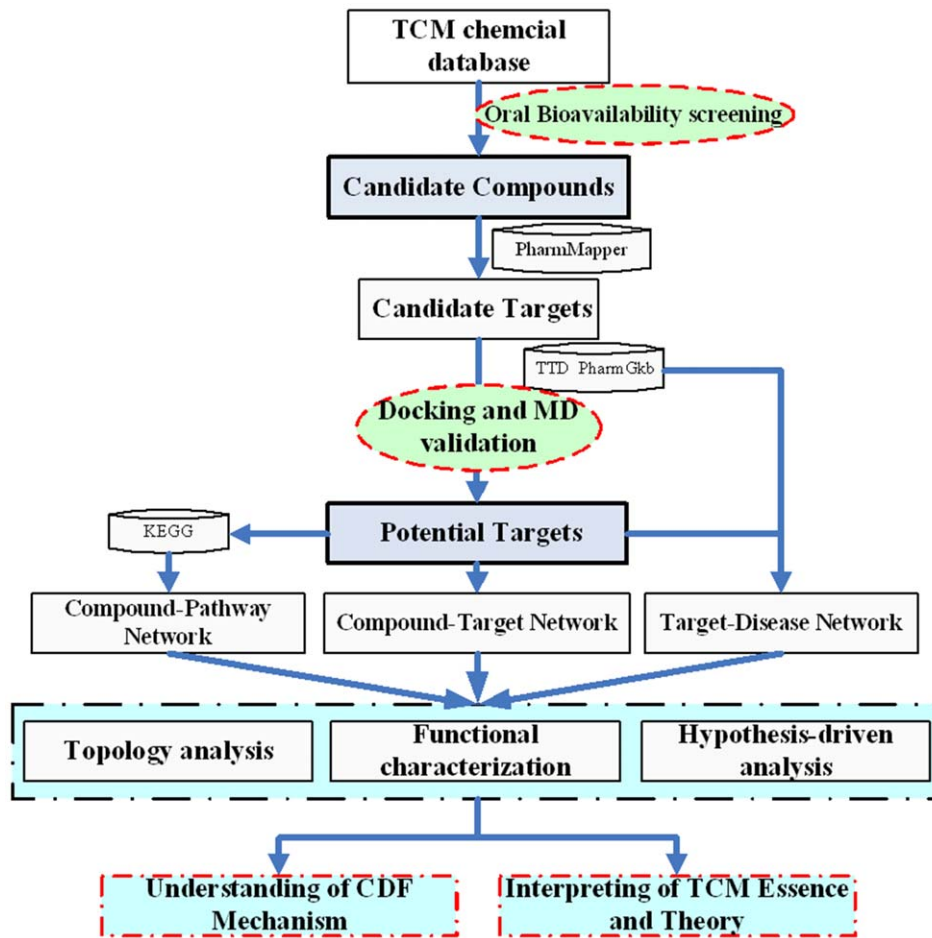 TCM chemcial
database
Oral Bioavailability screening
Candidate Compounds
PharmMapper
Candidate Targets
TTD PharmGkb
Docking and MD
validation
KEGG
Potential Targets
Compound-Pathway
Network
Compound-Target Network
Target-Disease Network
Topology analysis
Functional
characterization
Hypothesis-driven
analysis
Understanding of CDF
Mechanism
Interpreting of TCM Essence
and Theory